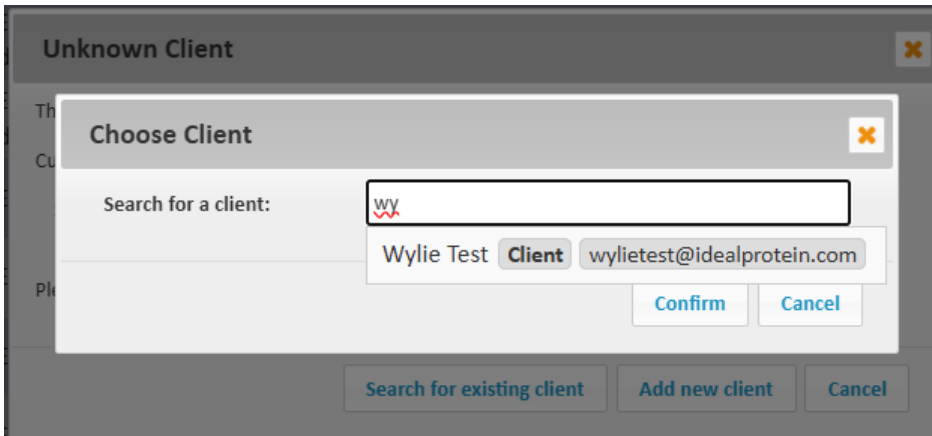 Unknown Client
Th
Choose Client
Cu
Search for a client: wy
Wylie Test Client wylietest@idealprotein.com
Ple
Confirm Cancel
Search for existing client Add new client Cancel